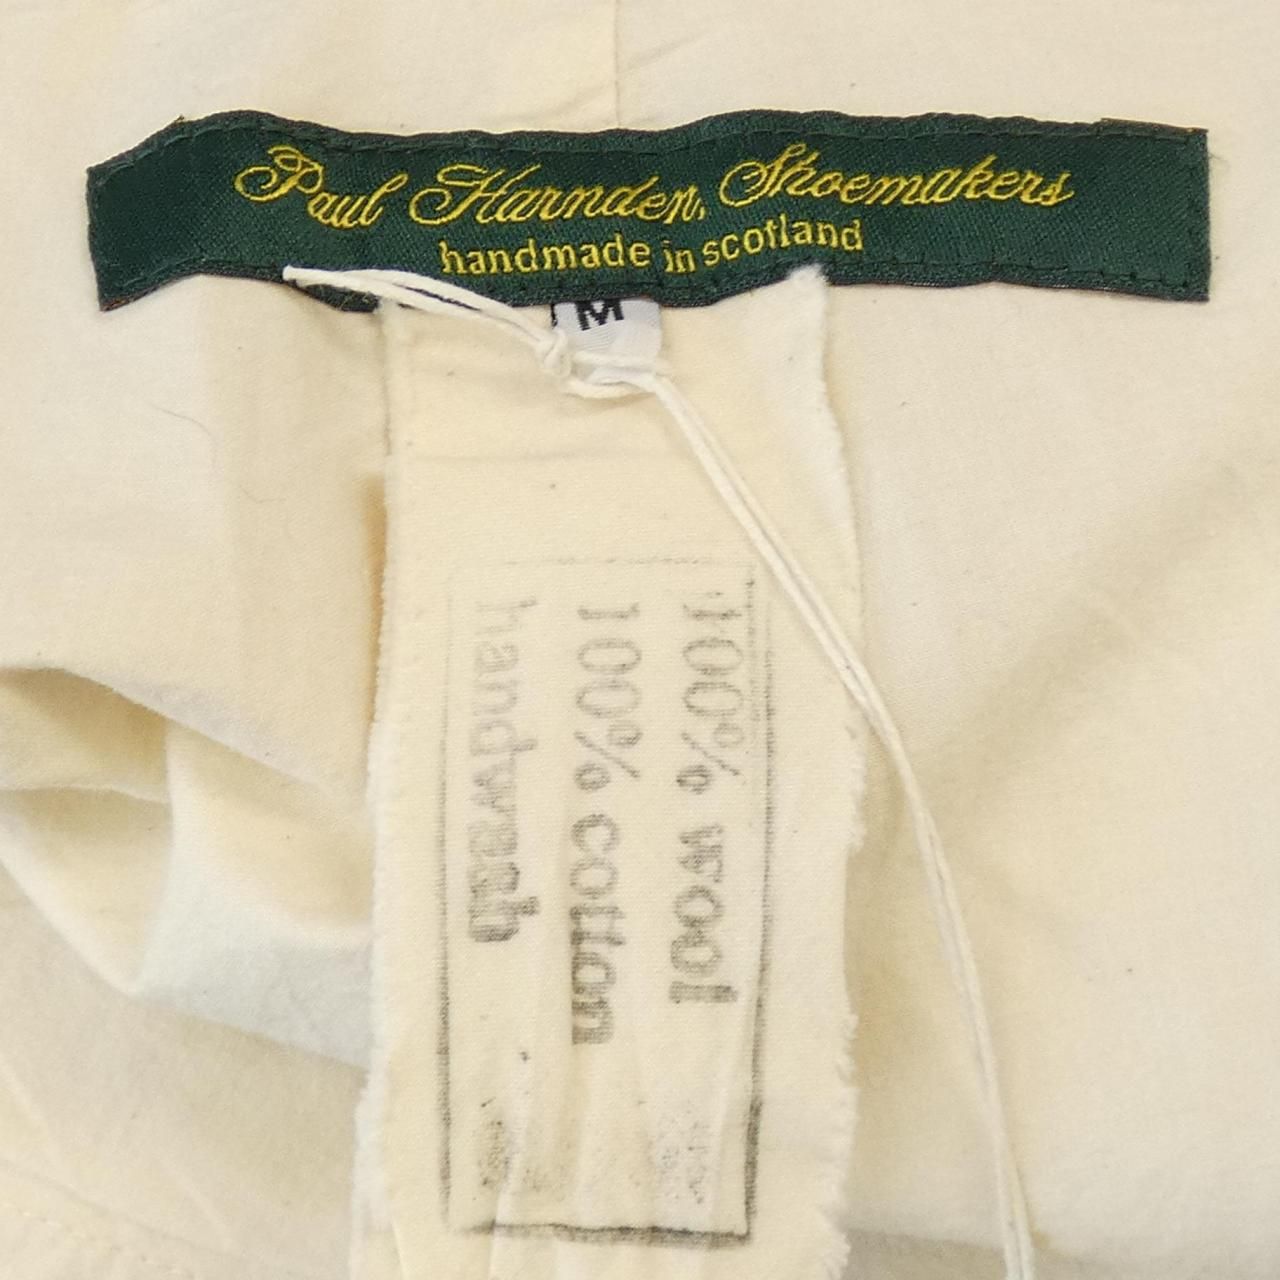 Paul Harnden, Shoemakers
handmade in scotland
M
100% wool
100% cotton
handwash